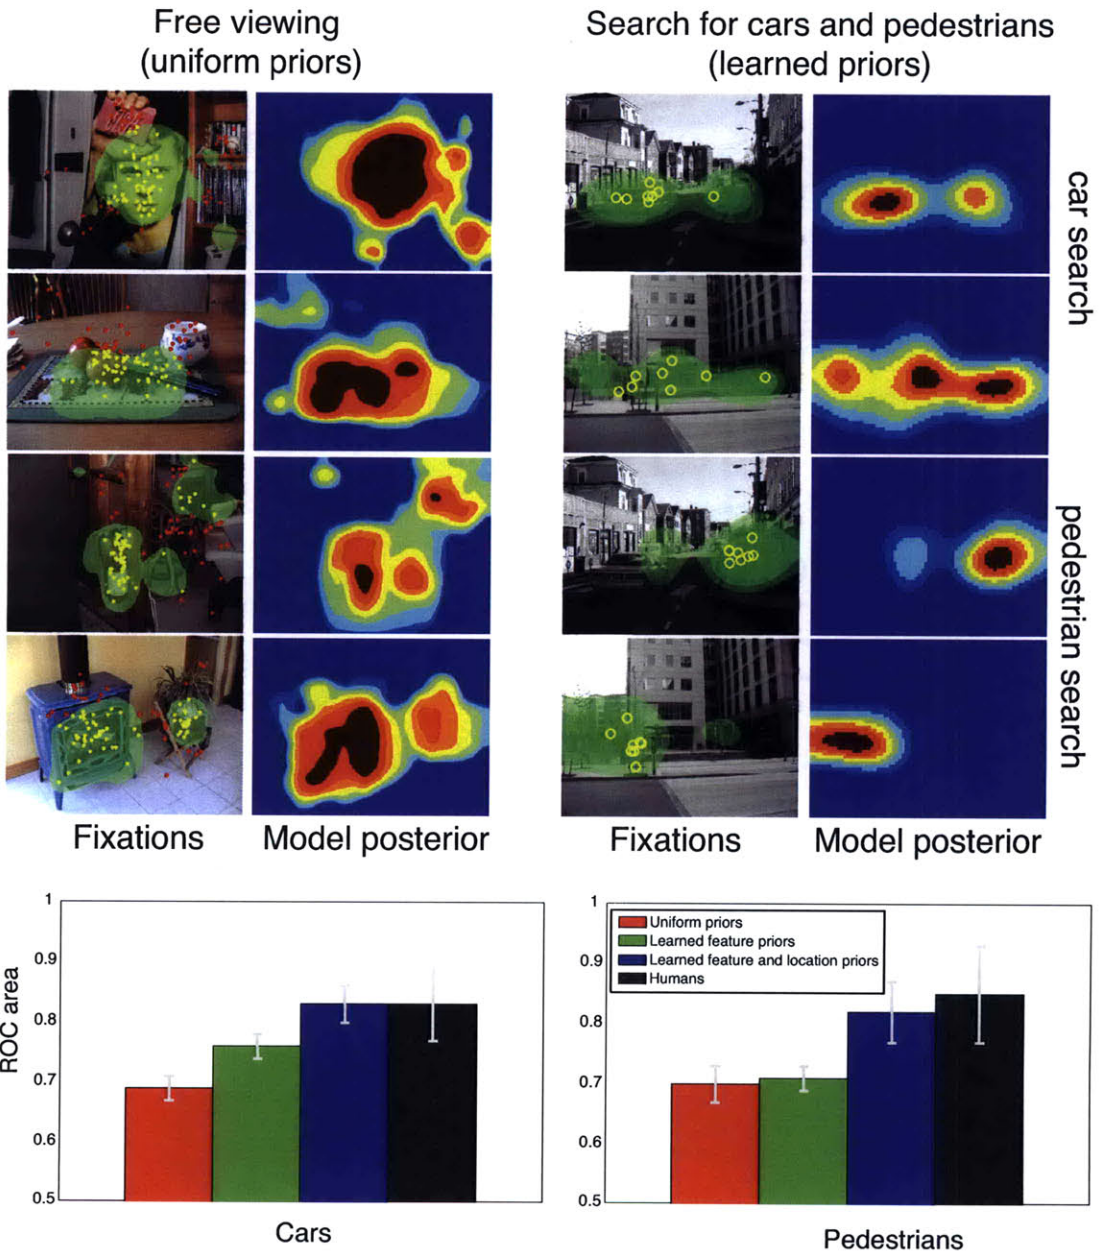 Free viewing
(uniform priors)
Search for cars and pedestrians
(learned priors)
car search
pedestrian search
Fixations
Model posterior
Fixations
Model posterior
1
0.9
0.8
0.7
0.6
0.5
ROC area
Cars
1
0.9
0.8
0.7
0.6
0.5
Uniform priors
Learned feature priors
Learned feature and location priors
Humans
Pedestrians